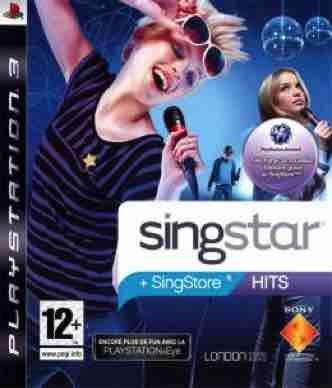 PLAYSTATION 3
singstar
+ SingStore HITS
12+
www.pegi.info
ENCORE PLUS DE FUN AVEC LA
PLAYSTATION®Eye
LONDON
SONY